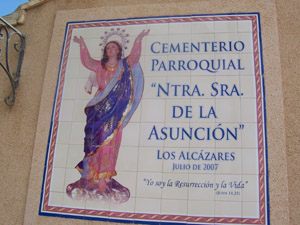 CEMENTERIO
PARROQUIAL
"NTRA. SRA.
DE LA
ASUNCIÓN"
LOS ALCÁZARES
JULIO DE 2007
"Yo soy la Resurrección y la Vida"